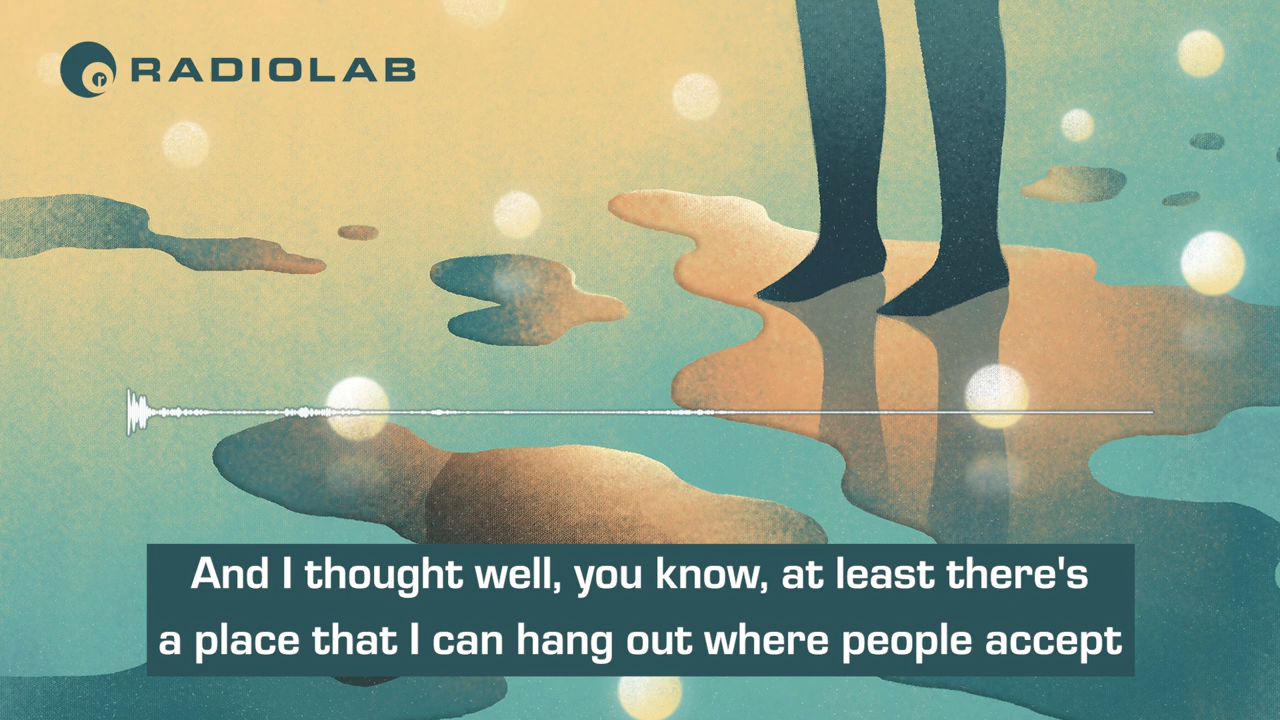 RADIOLAB
And I thought well, you know, at least there's
a place that I can hang out where people accept